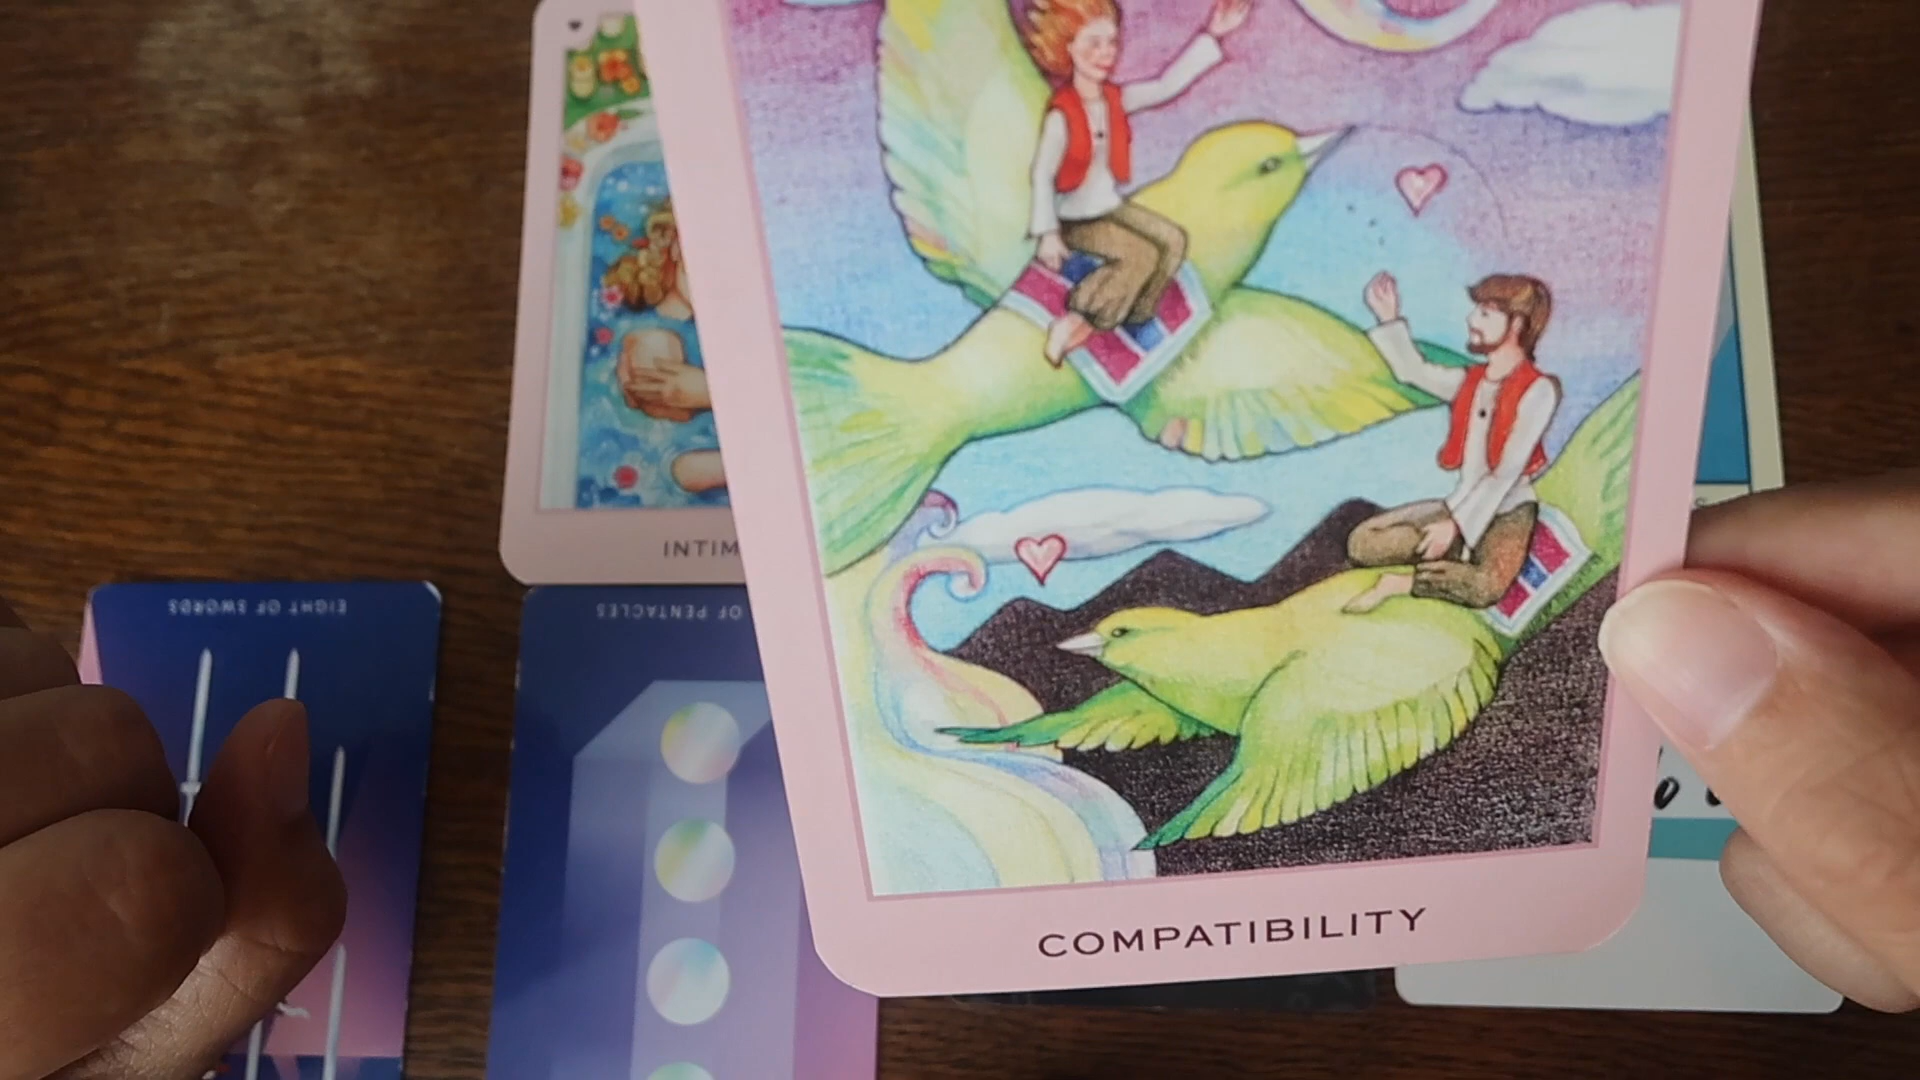 INTIM
EIGHT OF SWORDS
OF PENTACLES
COMPATIBILITY